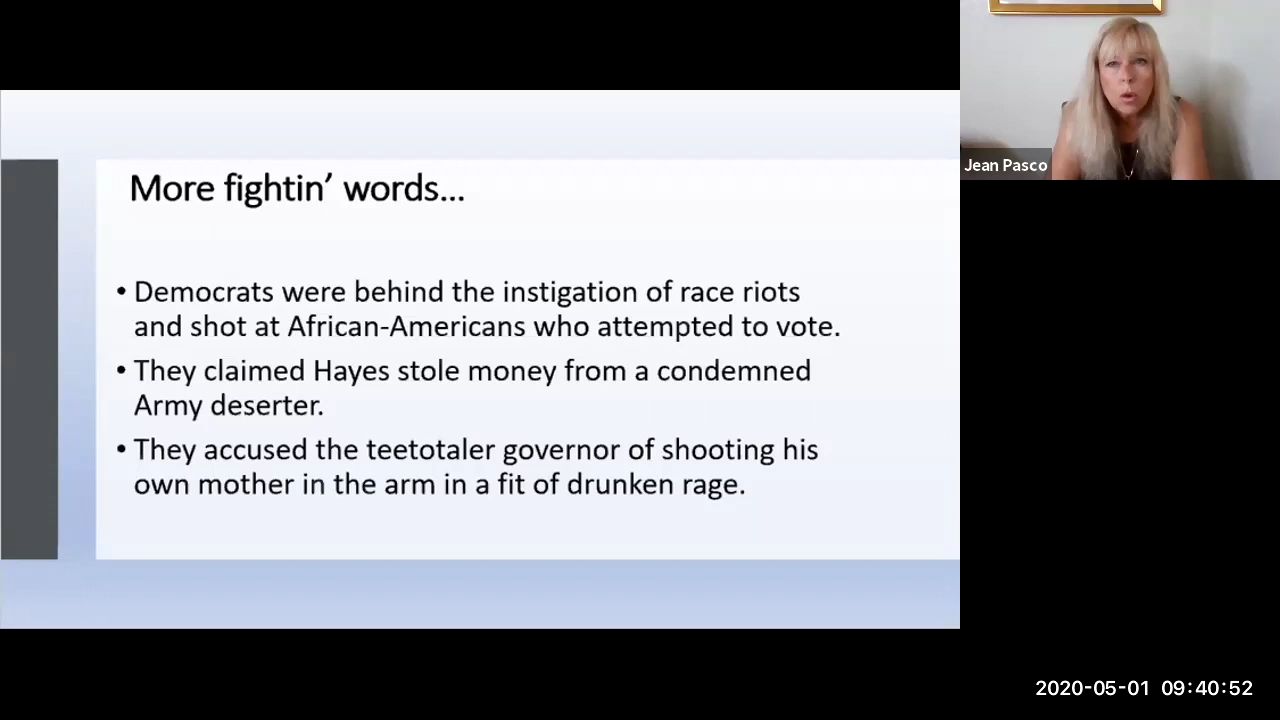 More fightin’ words...
• Democrats were behind the instigation of race riots
and shot at African-Americans who attempted to vote.
• They claimed Hayes stole money from a condemned
Army deserter.
• They accused the teetotaler governor of shooting his
own mother in the arm in a fit of drunken rage.
Jean Pasco
2020-05-01 09:40:52